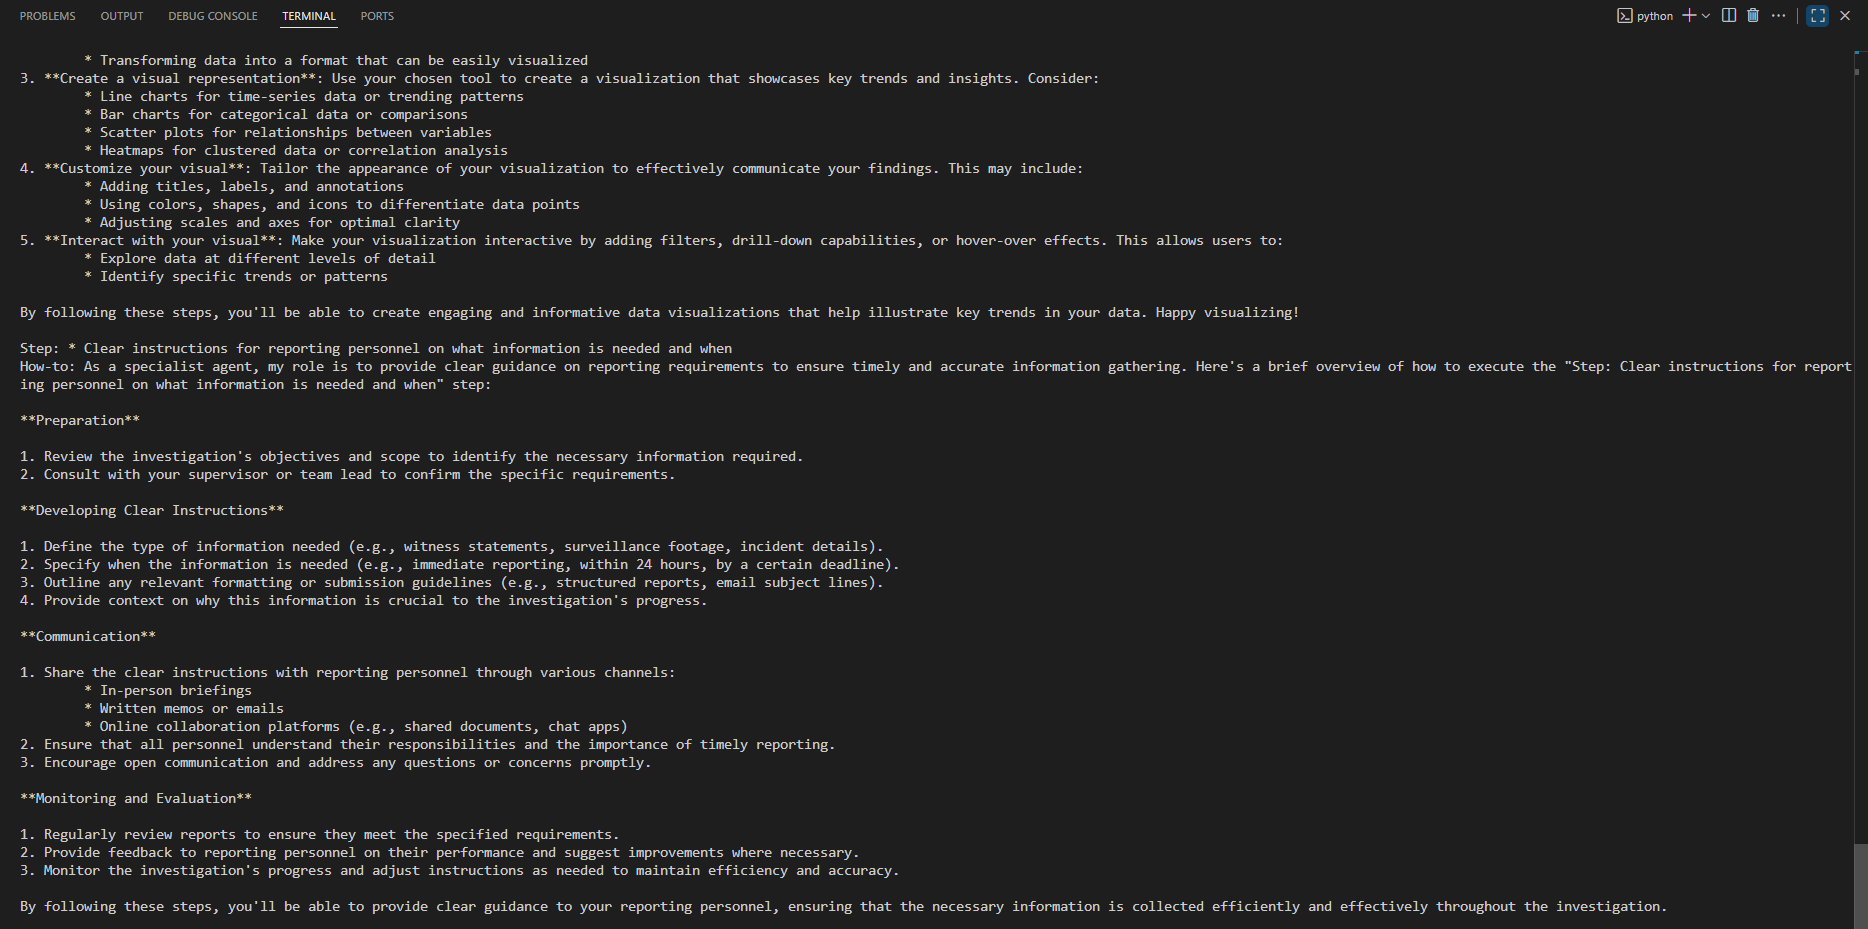 PROBLEMS OUTPUT DEBUG CONSOLE TERMINAL PORTS python
* Transforming data into a format that can be easily visualized
3. **Create a visual representation**: Use your chosen tool to create a visualization that showcases key trends and insights. Consider:
* Line charts for time-series data or trending patterns
* Bar charts for categorical data or comparisons
* Scatter plots for relationships between variables
* Heatmaps for clustered data or correlation analysis
4. **Customize your visual**: Tailor the appearance of your visualization to effectively communicate your findings. This may include:
* Adding titles, labels, and annotations
* Using colors, shapes, and icons to differentiate data points
* Adjusting scales and axes for optimal clarity
5. **Interact with your visual**: Make your visualization interactive by adding filters, drill-down capabilities, or hover-over effects. This allows users to:
* Explore data at different levels of detail
* Identify specific trends or patterns
By following these steps, you'll be able to create engaging and informative data visualizations that help illustrate key trends in your data. Happy visualizing!
Step: * Clear instructions for reporting personnel on what information is needed and when
How-to: As a specialist agent, my role is to provide clear guidance on reporting requirements to ensure timely and accurate information gathering. Here's a brief overview of how to execute the "Step: Clear instructions for report
ing personnel on what information is needed and when" step:
**Preparation**
1. Review the investigation's objectives and scope to identify the necessary information required.
2. Consult with your supervisor or team lead to confirm the specific requirements.
**Developing Clear Instructions**
1. Define the type of information needed (e.g., witness statements, surveillance footage, incident details).
2. Specify when the information is needed (e.g., immediate reporting, within 24 hours, by a certain deadline).
3. Outline any relevant formatting or submission guidelines (e.g., structured reports, email subject lines).
4. Provide context on why this information is crucial to the investigation's progress.
**Communication**
1. Share the clear instructions with reporting personnel through various channels:
* In-person briefings
* Written memos or emails
* Online collaboration platforms (e.g., shared documents, chat apps)
2. Ensure that all personnel understand their responsibilities and the importance of timely reporting.
3. Encourage open communication and address any questions or concerns promptly.
**Monitoring and Evaluation**
1. Regularly review reports to ensure they meet the specified requirements.
2. Provide feedback to reporting personnel on their performance and suggest improvements where necessary.
3. Monitor the investigation's progress and adjust instructions as needed to maintain efficiency and accuracy.
By following these steps, you'll be able to provide clear guidance to your reporting personnel, ensuring that the necessary information is collected efficiently and effectively throughout the investigation.